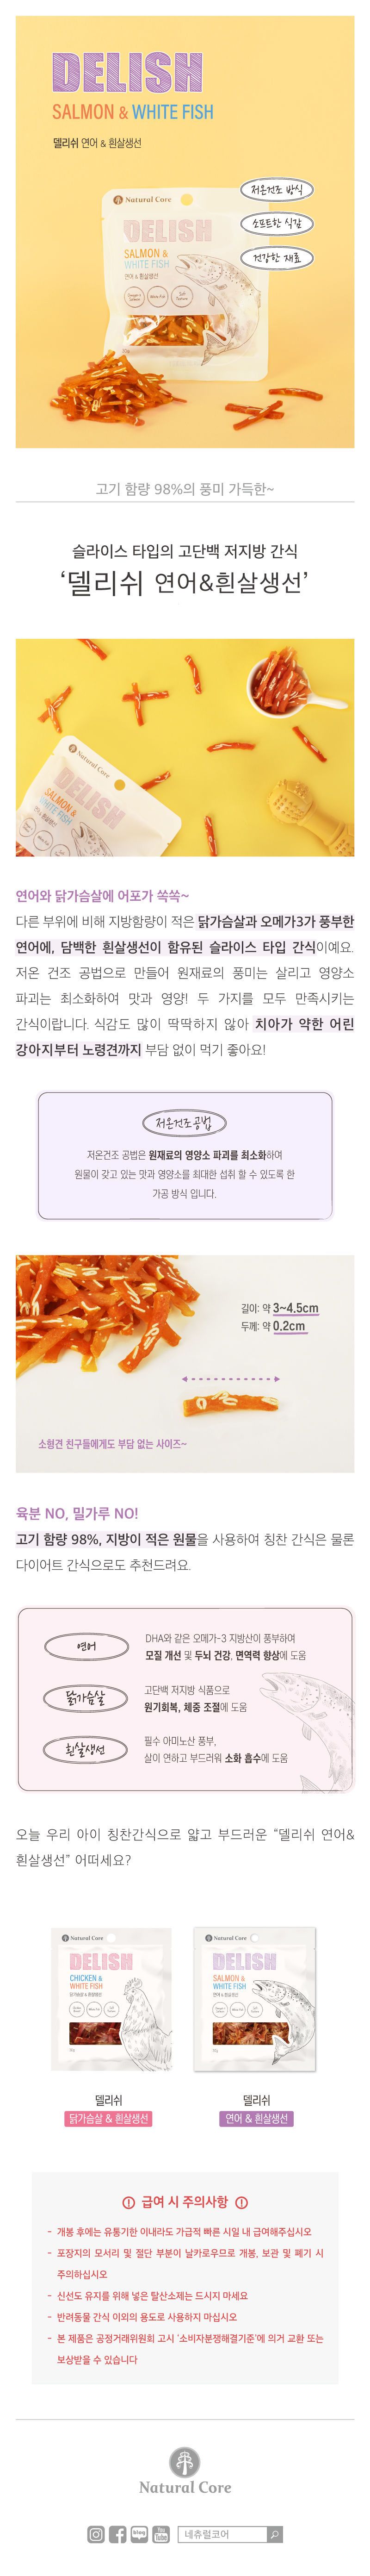 DELISH
SALMON & WHITE FISH
델리쉬 연어 & 흰살생선
저온건조 방식
소프트한 식감
건강한 재료
Natural Core
DELISH
SALMON &
WHITE FISH
연어 & 흰살생선
고기 함량 98%의 풍미 가득한~
슬라이스 타입의 고단백 저지방 간식
‘델리쉬 연어&흰살생선’
Natural Core
DELISH
SALMON &
WHITE FISH
연어와 닭가슴살에 어포가 쏙쏙~
다른 부위에 비해 지방함량이 적은 닭가슴살과 오메가3가 풍부한
연어에, 담백한 흰살생선이 함유된 슬라이스 타입 간식이예요.
저온 건조 공법으로 만들어 원재료의 풍미는 살리고 영양소
파괴는 최소화하여 맛과 영양! 두 가지를 모두 만족시키는
간식이랍니다. 식감도 많이 딱딱하지 않아 치아가 약한 어린
강아지부터 노령견까지 부담 없이 먹기 좋아요!
저온건조공법
저온건조 공법은 원재료의 영양소 파괴를 최소화하여
원물이 갖고 있는 맛과 영양소를 최대한 섭취 할 수 있도록 한
가공 방식 입니다.
길이: 약 3~4.5cm
두께: 약 0.2cm
소형견 친구들에게도 부담 없는 사이즈~
육분 NO, 밀가루 NO!
고기 함량 98%, 지방이 적은 원물을 사용하여 칭찬 간식은 물론
다이어트 간식으로도 추천드려요.
연어
DHA와 같은 오메가-3 지방산이 풍부하여
모질 개선 및 두뇌 건강, 면역력 향상에 도움
닭가슴살
고단백 저지방 식품으로
원기회복, 체중 조절에 도움
흰살생선
필수 아미노산 풍부,
살이 연하고 부드러워 소화 흡수에 도움
오늘 우리 아이 칭찬간식으로 얇고 부드러운 “델리쉬 연어&
흰살생선” 어떠세요?
Natural Core
DELISH
CHICKEN &
WHITE FISH
닭가슴살 & 흰살생선
Natural Core
DELISH
SALMON &
WHITE FISH
연어 & 흰살생선
델리쉬
닭가슴살 & 흰살생선
델리쉬
연어 & 흰살생선
급여 시 주의사항
- 개봉 후에는 유통기한 이내라도 가급적 빠른 시일 내 급여해주십시오
- 포장지의 모서리 및 절단 부분이 날카로우므로 개봉, 보관 및 폐기 시
주의하십시오
- 신선도 유지를 위해 넣은 탈산소제는 드시지 마세요
- 반려동물 간식 이외의 용도로 사용하지 마십시오
- 본 제품은 공정거래위원회 고시 ‘소비자분쟁해결기준’에 의거 교환 또는
보상받을 수 있습니다
Natural Core
blog
You Tube
네츄럴코어